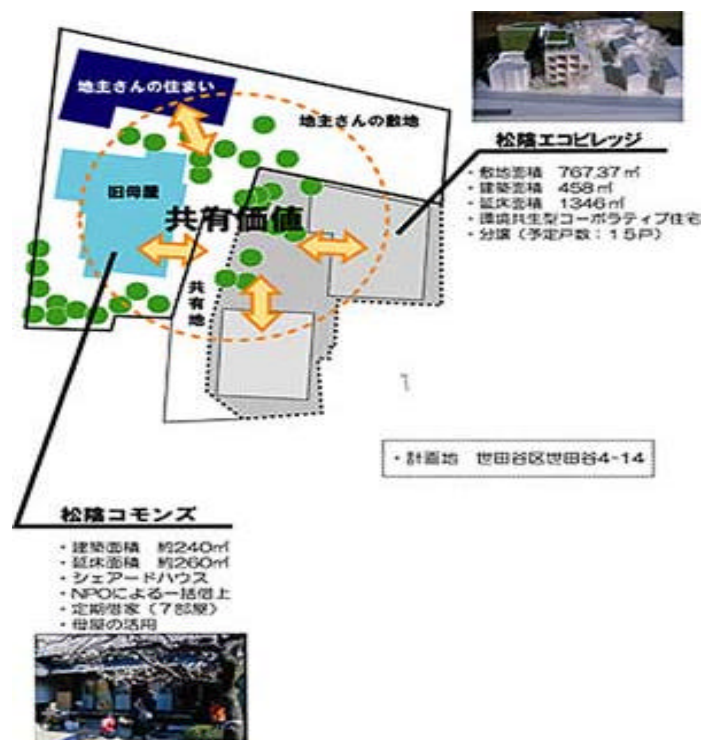 地主さんの住まい
地主さんの敷地
旧母屋
共有価値
共有地
松陰エコビレッジ
・敷地面積 767.37㎡
・建築面積 458㎡
・延床面積 1346㎡
・環境共生型コーポラティブ住宅
・分譲(予定戸数:15戸)
・計画地 世田谷区世田谷4-14
松陰コモンズ
・建築面積 約240㎡
・延床面積 約260㎡
・シェアードハウス
・NPOによる一括借上
・定期借家(7部屋)
・母屋の活用